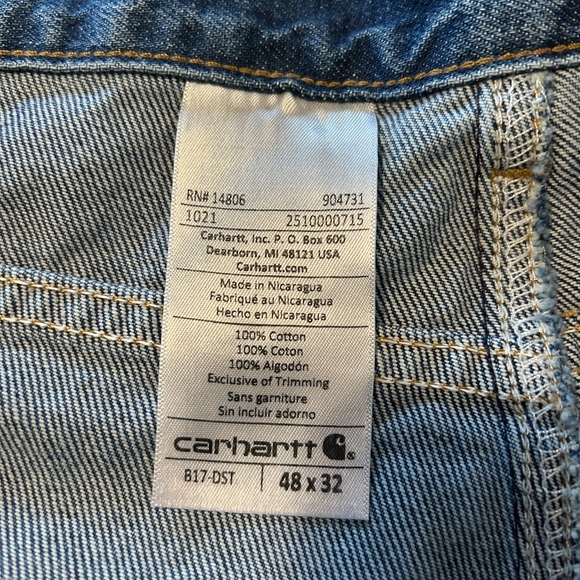 RN# 14806 904731
1021 2510000715
Carhartt, Inc. P. O. Box 600
Dearborn, MI 48121 USA
Carhartt.com
Made in Nicaragua
Fabriqué au Nicaragua
Hecho en Nicaragua
100% Cotton
100% Coton
100% Algodón
Exclusive of Trimming
Sans garniture
Sin incluir adorno
carhartt®
B17-DST | 48 x 32